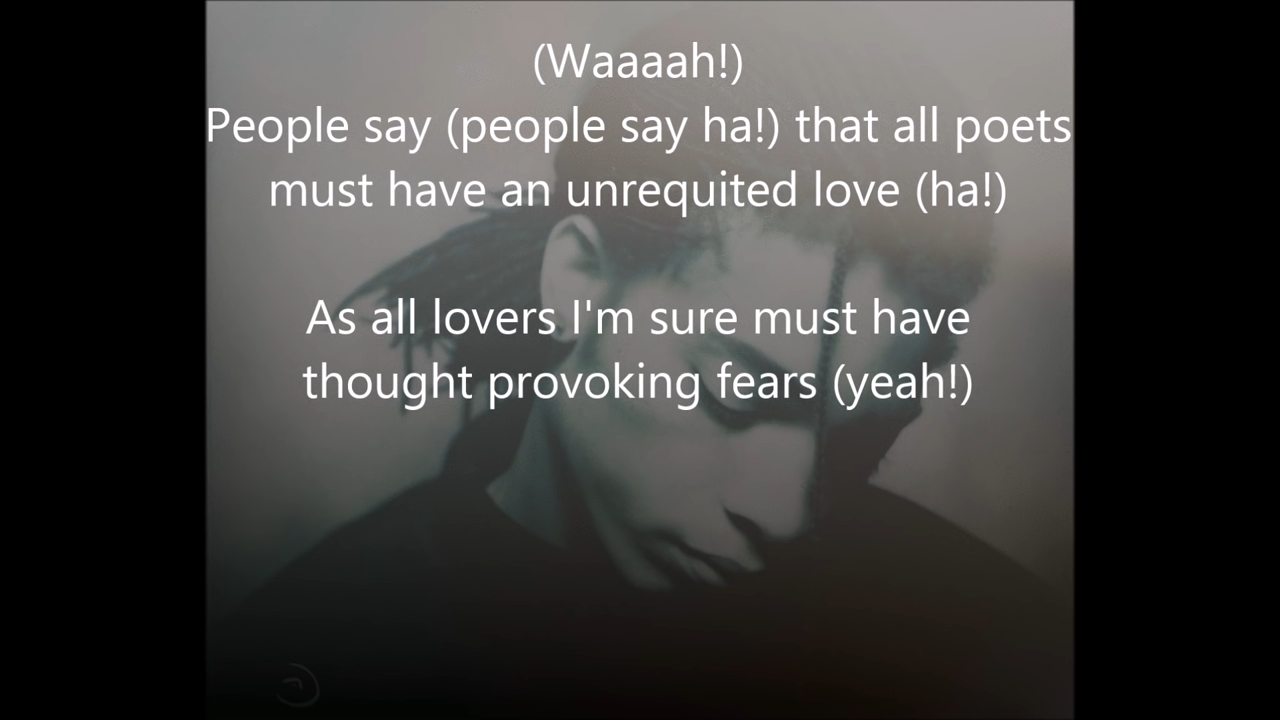 (Waaaah!)
People say (people say ha!) that all poets
must have an unrequited love (ha!)
As all lovers I'm sure must have
thought provoking fears (yeah!)